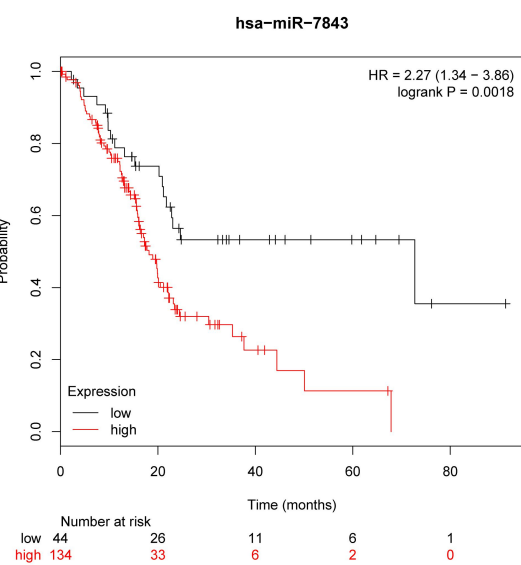 hsa−miR−7843
HR = 2.27 (1.34 − 3.86)
logrank P = 0.0018
Probability
1.0
0.8
0.6
0.4
0.2
0.0
Expression
low
high
0 20 40 60 80
Time (months)
Number at risk
low 44 26 11 6 1
high 134 33 6 2 0